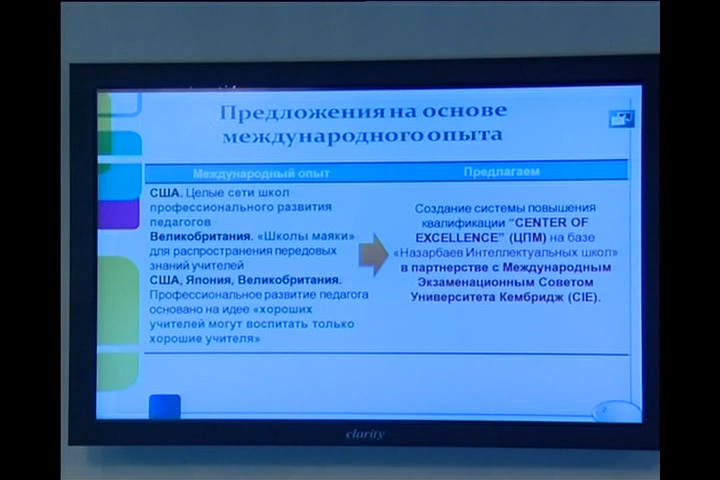 Предложения на основе
международного опыта
Международный опыт
Предлагаем
США. Целые сети школ
профессионального развития
педагогов
Великобритания. «Школы маяки»
для распространения передовых
знаний учителей
США, Япония, Великобритания.
Профессиональное развитие педагога
основано на идее «хороших
учителей могут воспитать только
хорошие учителя»
Создание системы повышения
квалификации "CENTER OF
EXCELLENCE" (ЦПМ) на базе
«Назарбаев Интеллектуальных школ»
в партнерстве с Международным
Экзаменационным Советом
Университета Кембридж (CIE).
2
clarity